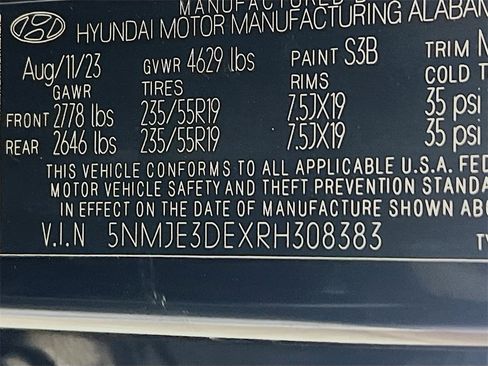 MANUFACTURED
HYUNDAI MOTOR MANUFACTURING ALABAM
Aug/11/23 GVWR 4629 lbs PAINT S3B TRIM
GAWR TIRES RIMS COLD
FRONT 2778 lbs 235/55R19 7.5JX19 35 psi
REAR 2646 lbs 235/55R19 7.5JX19 35 psi
THIS VEHICLE CONFORMS TO ALL APPLICABLE U.S.A. FED
MOTOR VEHICLE SAFETY AND THEFT PREVENTION STANDAR
IN EFFECT ON THE DATE OF MANUFACTURE SHOWN ABO
V.I.N 5NMJE3DEXRH308383